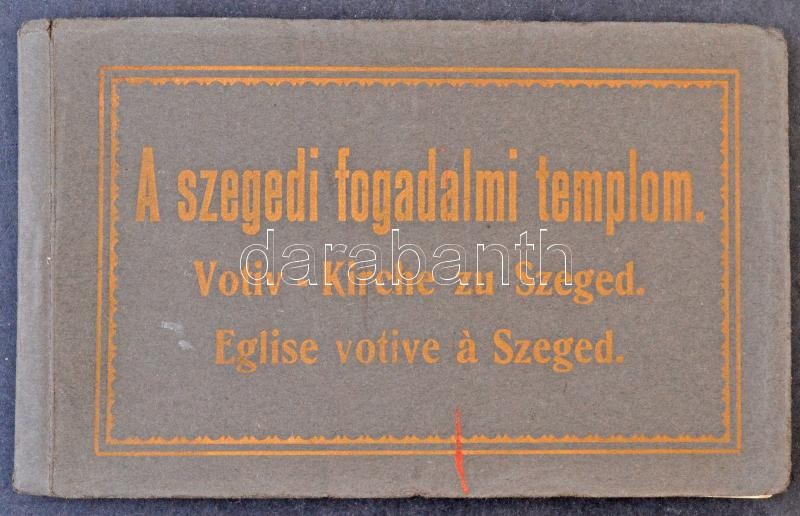 A szegedi fogadalmi templom.
darabanth
Votiv - Kirche zu Szeged.
Eglise votive à Szeged.